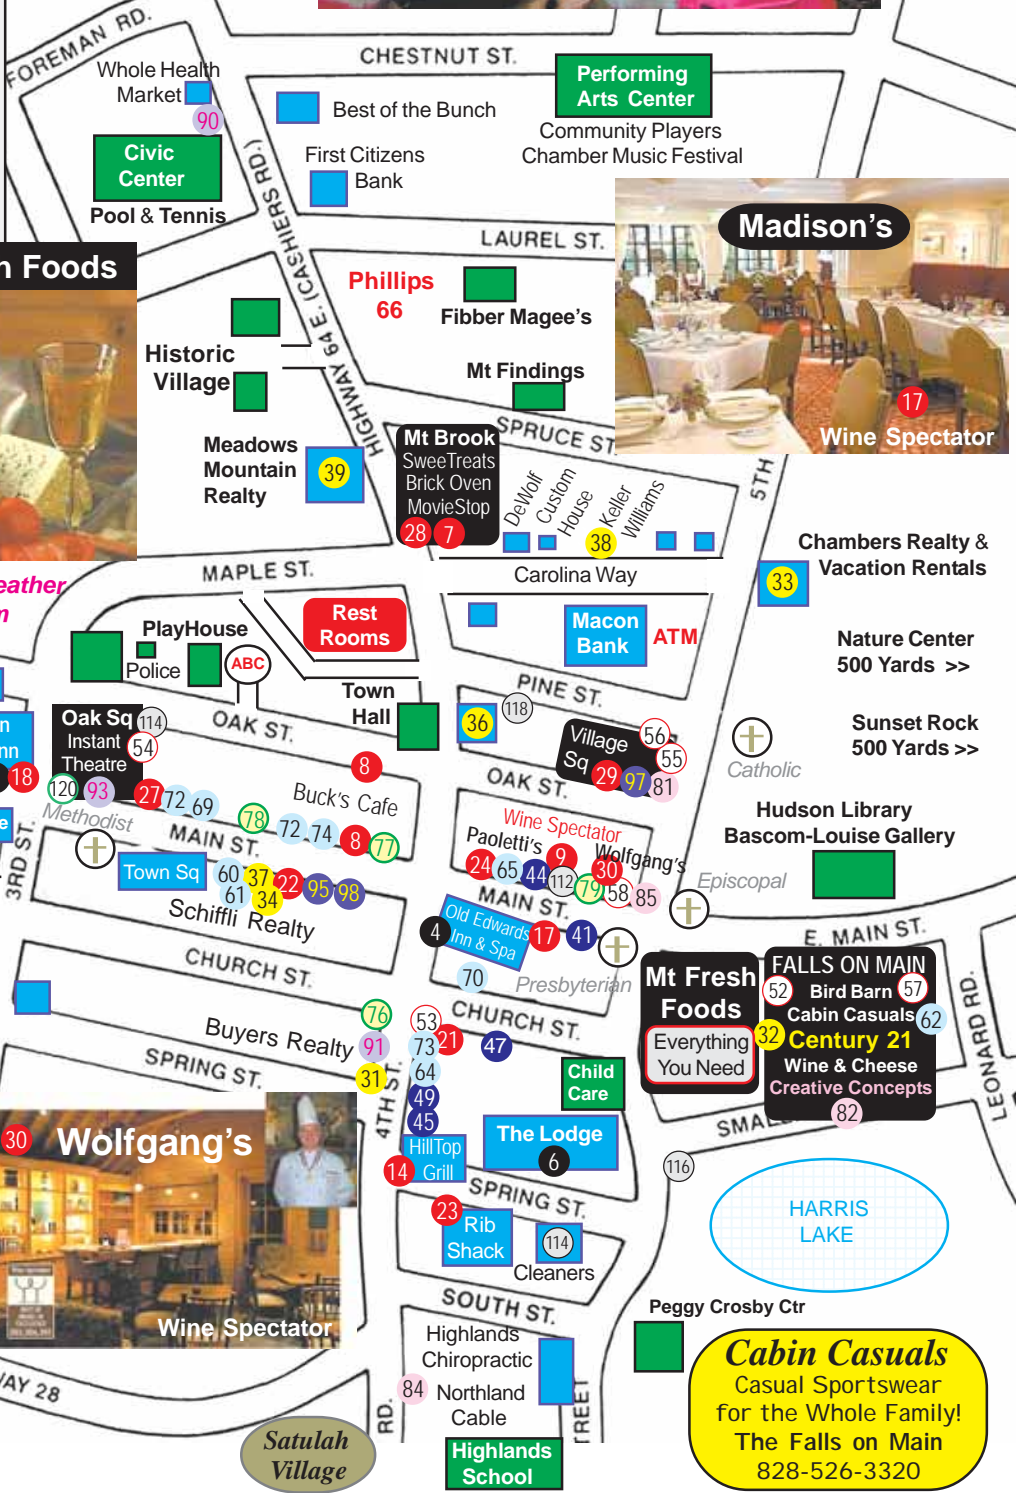 FOREMAN RD.
CHESTNUT ST.
Whole Health
Market
90
Best of the Bunch
Performing
Arts Center
Community Players
Chamber Music Festival
Civic
Center
Pool & Tennis
First Citizens
Bank
HIGHWAY 64 E. (CASHIERS RD.)
LAUREL ST.
Madison's
17
Wine Spectator
n Foods
Phillips
66
Fibber Magee's
Historic
Village
Mt Findings
SPRUCE ST
5TH
Meadows
Mountain
Realty
39
Mt Brook
SweeTreats
Brick Oven
MovieStop
28
7
DeWolf
Custom
House
Keller
Williams
38
Carolina Way
Chambers Realty &
Vacation Rentals
33
eather
m
MAPLE ST.
Rest
Rooms
Macon
Bank
ATM
Nature Center
500 Yards >>
PlayHouse
Police
ABC
Town
Hall
PINE ST.
36
118
Sunset Rock
500 Yards >>
Catholic
n
nn
18
e
Oak Sq
Instant
Theatre
114
54
120
93
OAK ST.
8
Village
Sq
56
55
29
97
81
OAK ST.
27
72
69
Buck's Cafe
78
72
74
8
77
Methodist
3RD ST.
MAIN ST.
Town Sq
60
37
22
95
98
61
34
Schiffli Realty
Wine Spectator
Paoletti's
9
Wolfgang's
24
65
44
112
79
30
58
85
MAIN ST.
Hudson Library
Bascom-Louise Gallery
Episcopal
E. MAIN ST.
4
Old Edwards
Inn & Spa
17
41
70
Presbyterian
CHURCH ST.
CHURCH ST.
Mt Fresh
Foods
Everything
You Need
FALLS ON MAIN
52
Bird Barn
57
Cabin Casuals
62
32
Century 21
Wine & Cheese
Creative Concepts
82
LEONARD RD.
76
Buyers Realty
91
31
53
21
73
64
49
45
47
SPRING ST.
4TH ST.
Child
Care
SMAL
HillTop
Grill
14
The Lodge
6
116
SPRING ST.
HARRIS
LAKE
30
Wolfgang's
Wine Spectator
23
Rib
Shack
114
Cleaners
SOUTH ST.
Peggy Crosby Ctr
Highlands
Chiropractic
84
Northland
Cable
WAY 28
RD.
TREET
Satulah
Village
Highlands
School
Cabin Casuals
Casual Sportswear
for the Whole Family!
The Falls on Main
828-526-3320